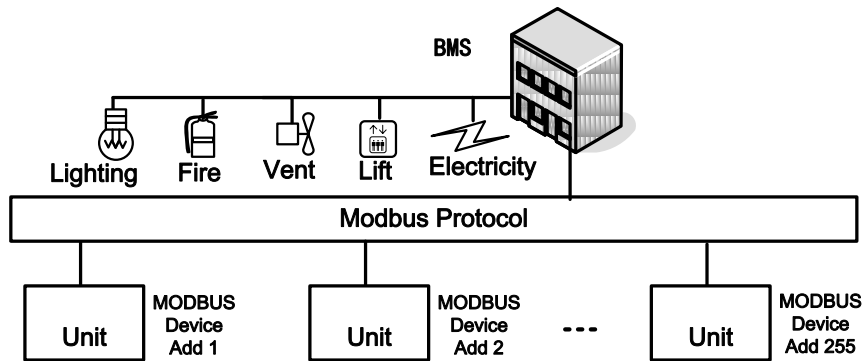 BMS
Lighting
Fire
Vent
Lift
Electricity
Modbus Protocol
Unit
MODBUS
Device
Add 1
Unit
MODBUS
Device
Add 2
---
Unit
MODBUS
Device
Add 255